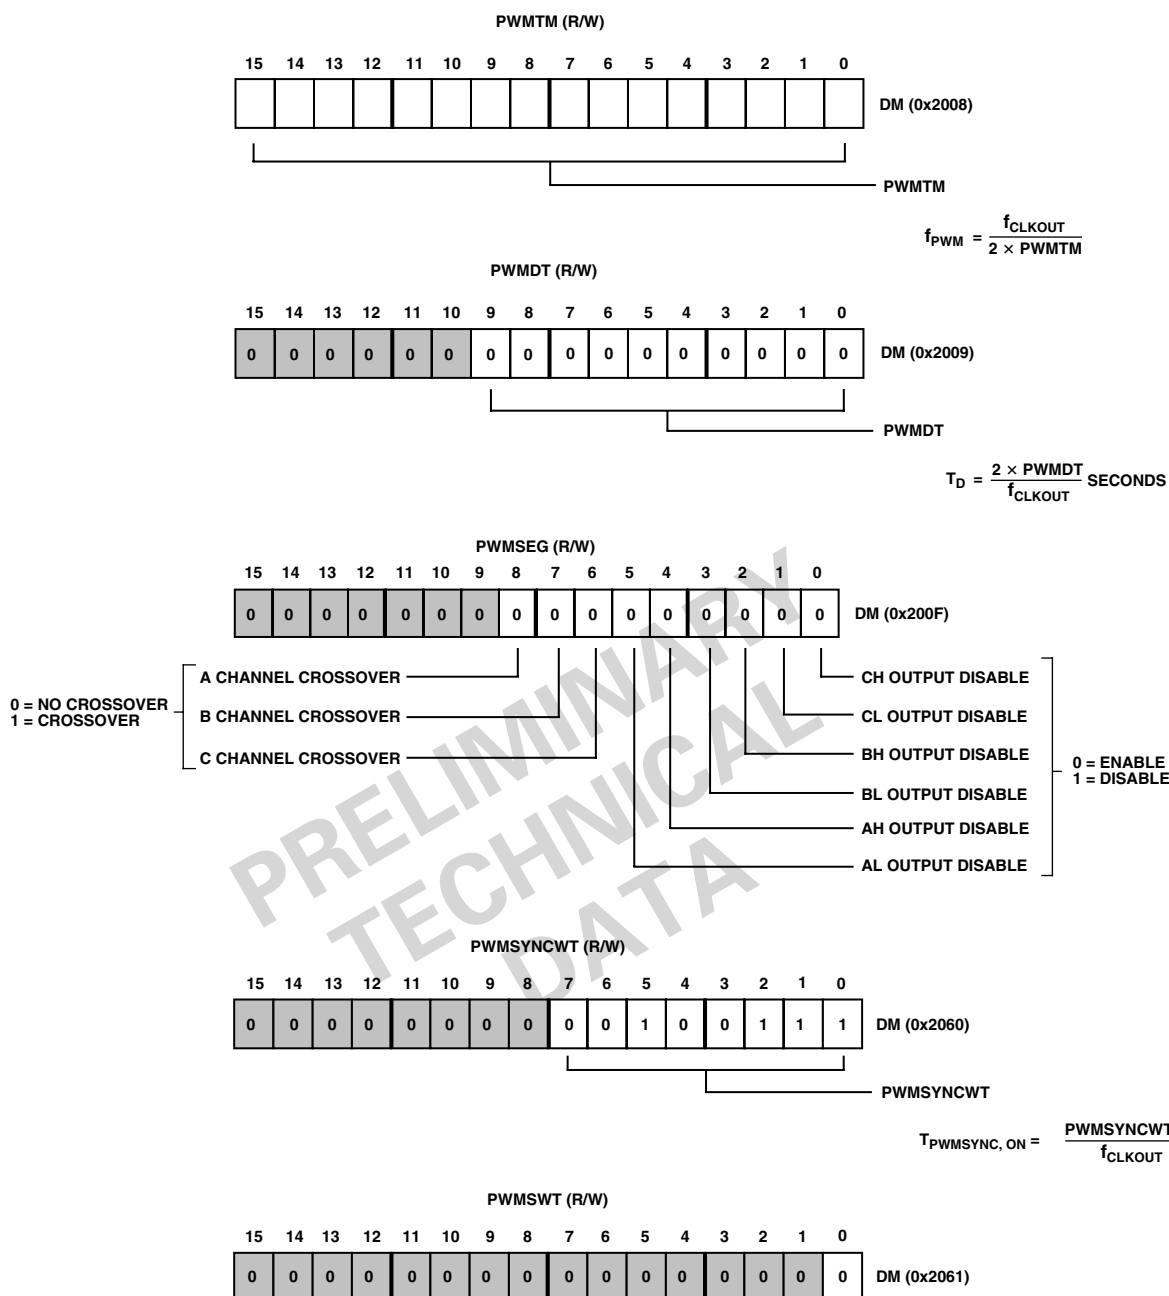 PWMTM (R/W)
15 14 13 12 11 10 9 8 7 6 5 4 3 2 1 0
DM (0x2008)
PWMTM
fPWM = fCLKOUT / 2 × PWMTM
PWMDT (R/W)
15 14 13 12 11 10 9 8 7 6 5 4 3 2 1 0
0 0 0 0 0 0 0 0 0 0 0 0 0 0 0 0 DM (0x2009)
PWMDT
TD = 2 × PWMDT / fCLKOUT SECONDS
PWMSEG (R/W)
15 14 13 12 11 10 9 8 7 6 5 4 3 2 1 0
0 0 0 0 0 0 0 0 0 0 0 0 0 0 0 0 DM (0x200F)
0 = NO CROSSOVER
1 = CROSSOVER
A CHANNEL CROSSOVER
B CHANNEL CROSSOVER
C CHANNEL CROSSOVER
CH OUTPUT DISABLE
CL OUTPUT DISABLE
BH OUTPUT DISABLE
BL OUTPUT DISABLE
AH OUTPUT DISABLE
AL OUTPUT DISABLE
0 = ENABLE
1 = DISABLE
PRELIMINARY
TECHNICAL
DATA
PWMSYNCWT (R/W)
15 14 13 12 11 10 9 8 7 6 5 4 3 2 1 0
0 0 0 0 0 0 0 0 0 0 1 0 0 1 1 1 DM (0x2060)
PWMSYNCWT
TPWMSYNC, ON = PWMSYNCWT / fCLKOUT
PWMSWT (R/W)
15 14 13 12 11 10 9 8 7 6 5 4 3 2 1 0
0 0 0 0 0 0 0 0 0 0 0 0 0 0 0 0 DM (0x2061)